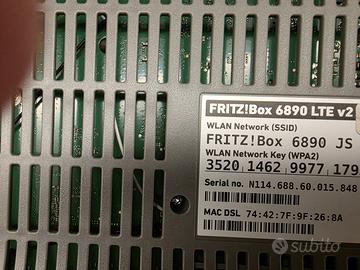 FRITZ!Box 6890 LTE v2
WLAN Network (SSID)
FRITZ!Box 6890 JS
WLAN Network Key (WPA2)
3520 1462 9977 179
Serial no. N114.688.60.015.848
MAC DSL 74:42:7F:9F:26:8A
subito